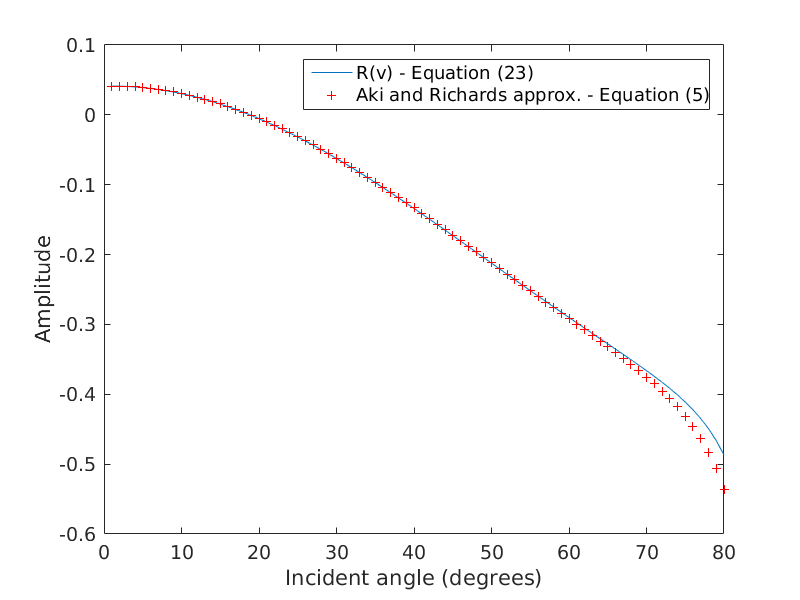 0.1
0
-0.1
-0.2
-0.3
-0.4
-0.5
-0.6
Amplitude
R(v) - Equation (23)
Aki and Richards approx. - Equation (5)
0 10 20 30 40 50 60 70 80
Incident angle (degrees)